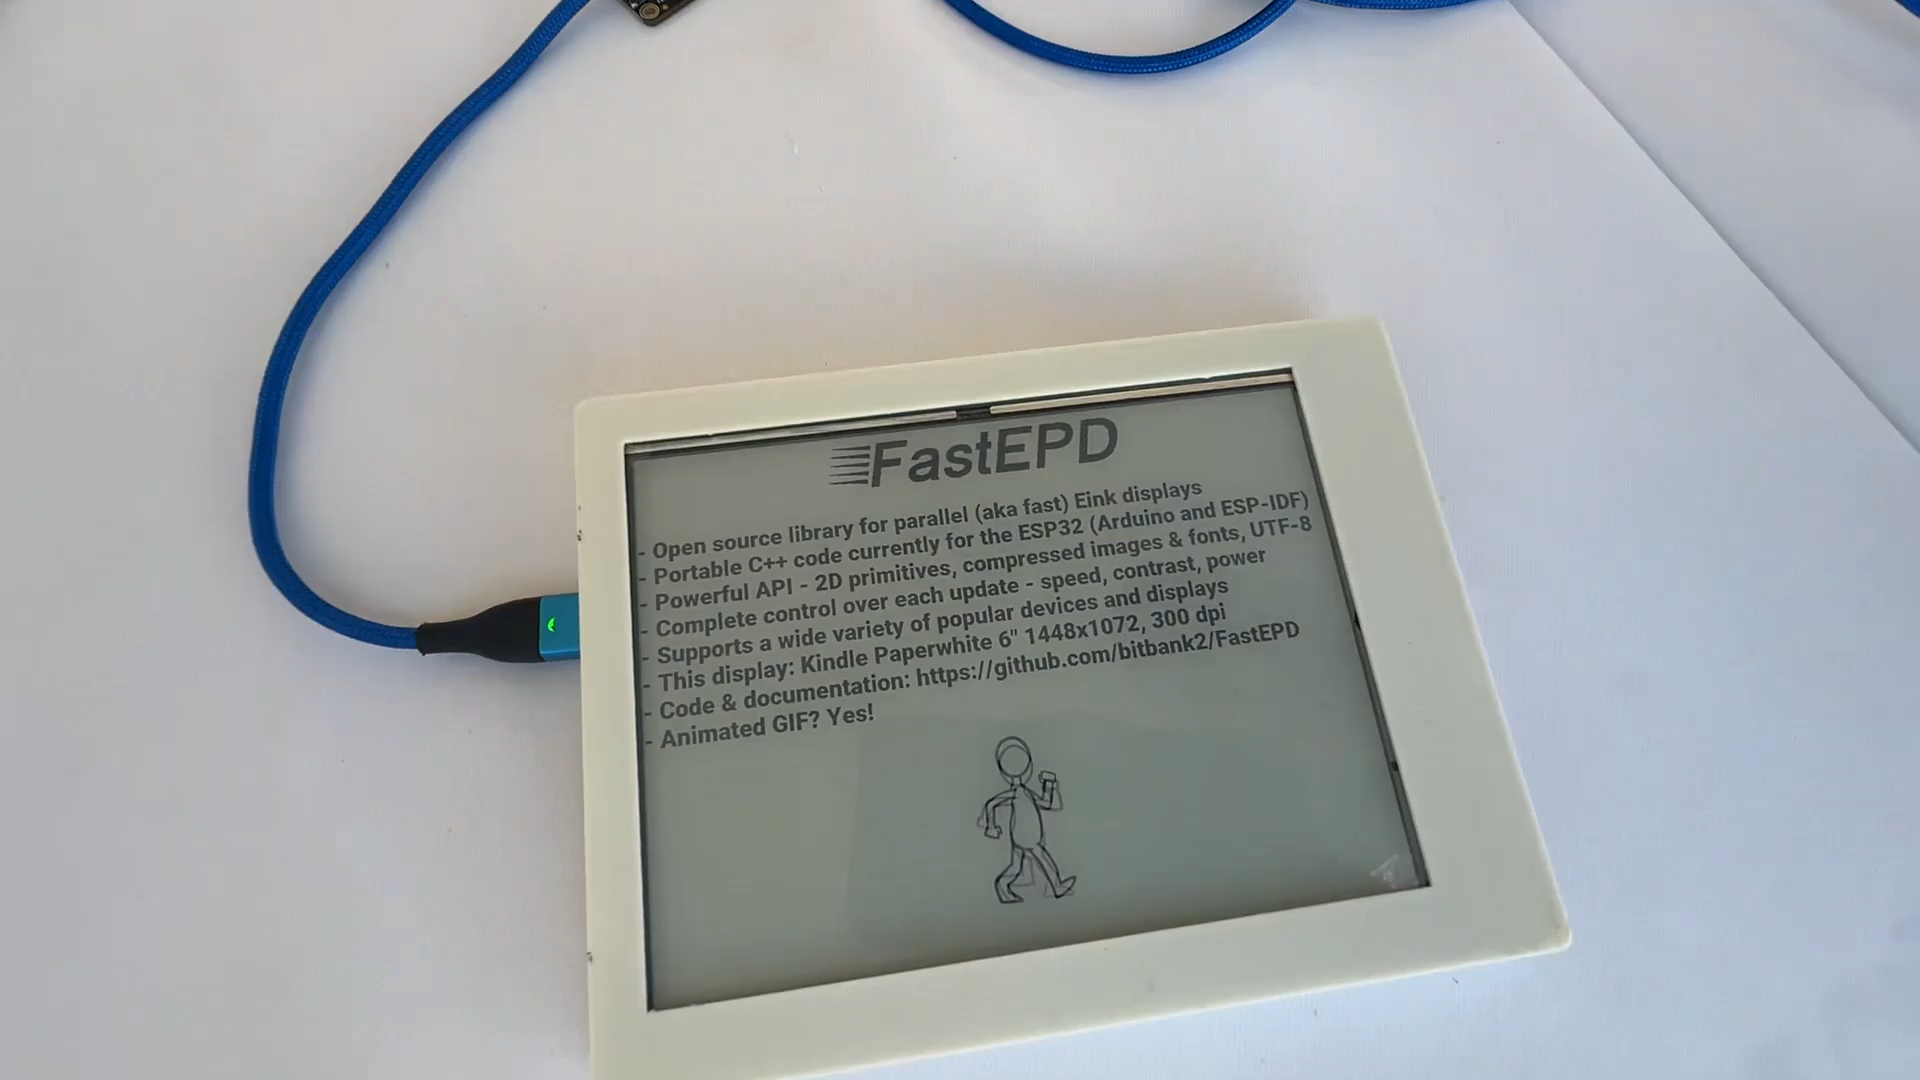 FastEPD
- Open source library for parallel (aka fast) Eink displays
- Portable C++ code currently for the ESP32 (Arduino and ESP-IDF)
- Powerful API - 2D primitives, compressed images & fonts, UTF-8
- Complete control over each update - speed, contrast, power
- Supports a wide variety of popular devices and displays
- This display: Kindle Paperwhite 6" 1448x1072, 300 dpi
- Code & documentation: https://github.com/bitbank2/FastEPD
- Animated GIF? Yes!